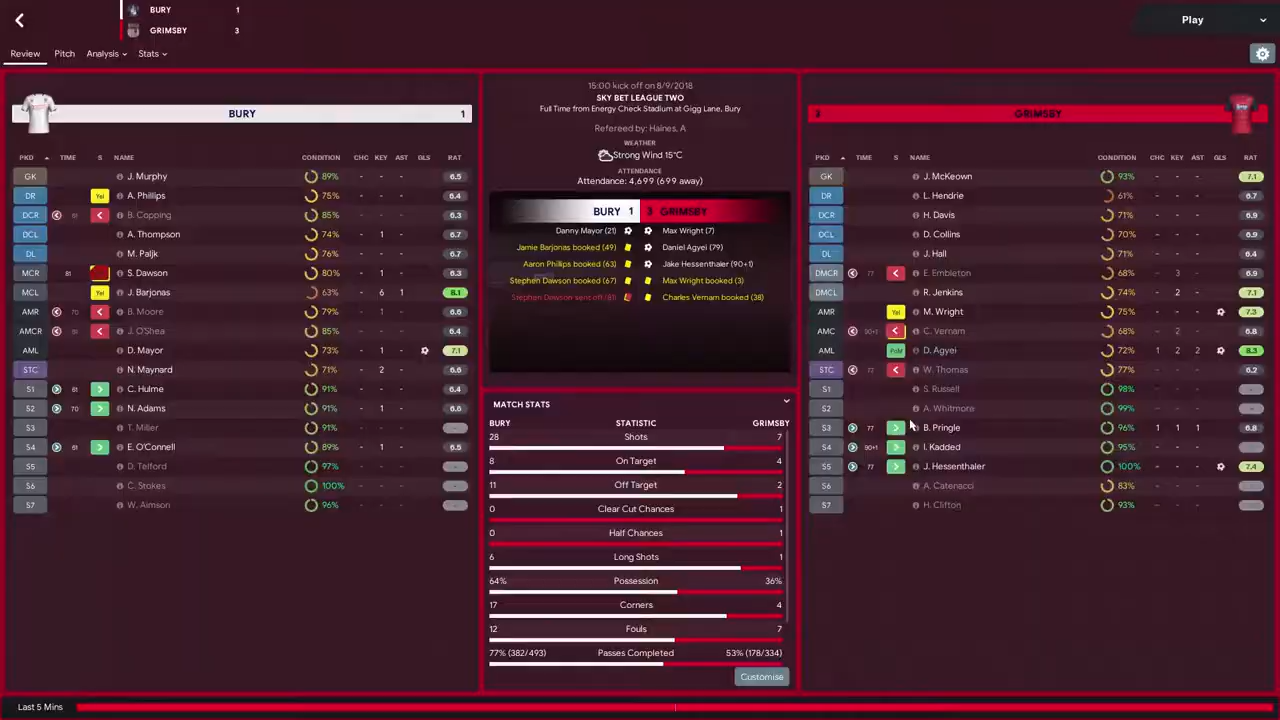 BURY 1
GRIMSBY 3
Play
Review Pitch Analysis Stats
BURY 1
PKD TIME S NAME CONDITION CHC KEY AST GLS RAT
GK J. Murphy 89% - - - 6.5
DR Yel A. Phillips 75% - - - 6.4
DCR B. Copping 85% - - - 6.3
DCL A. Thompson 74% - 1 - 6.7
DL M. Paljk 76% - - - 6.7
MCR 81 S. Dawson 80% - 1 - 6.3
MCL Yel J. Barjonas 63% - 6 1 8.1
AMR 70 B. Moore 79% - 1 - 6.6
AMCR J. O'Shea 85% - - - 6.4
AML D. Mayor 73% - 1 - 7.1
STC N. Maynard 71% - 2 - 6.6
S1 61 C. Hulme 91% - - - 6.4
S2 70 N. Adams 91% - 1 - 6.6
S3 T. Miller 91% - - - -
S4 61 E. O'Connell 89% - 1 - 6.5
S5 D. Telford 97% -
S6 C. Stokes 100% -
S7 W. Aimson 96% -
15:00 kick off on 8/9/2018
SKY BET LEAGUE TWO
Full Time from Energy Check Stadium at Gigg Lane, Bury
Refereed by: Haines, A
WEATHER
Strong Wind 15°C
ATTENDANCE
Attendance: 4,699 (699 away)
BURY 1 3 GRIMSBY
Danny Mayor (21) Max Wright (7)
Jamie Barjonas booked (49) Daniel Agyei (79)
Aaron Phillips booked (63) Jake Hessenthaler (90+1)
Stephen Dawson booked (67) Max Wright booked (3)
Stephen Dawson sent off (81) Charles Vernam booked (38)
MATCH STATS
BURY STATISTIC GRIMSBY
28 Shots 7
8 On Target 4
11 Off Target 2
0 Clear Cut Chances 1
0 Half Chances 1
6 Long Shots 1
64% Possession 36%
17 Corners 4
12 Fouls 7
77% (382/493) Passes Completed 53% (178/334)
Customise
3 GRIMSBY
PKD TIME S NAME CONDITION CHC KEY AST GLS RAT
GK J. McKeown 93% - - - 7.1
DR L. Hendrie 61% - - - 6.7
DCR H. Davis 71% - - - 6.9
DCL D. Collins 70% - - - 6.9
DL J. Hall 71% - - - 6.4
DMCR 77 E. Embleton 68% - 3 - 6.9
DMCL R. Jenkins 74% - 2 - 7.1
AMR Yel M. Wright 75% - - - 7.3
AMC 90+1 C. Vernam 68% - 2 - 6.8
AML PoM D. Agyei 72% 1 2 2 8.3
STC 77 W. Thomas 77% - - - 6.2
S1 S. Russell 98% -
S2 A. Whitmore 99% -
S3 77 B. Pringle 96% 1 1 1 6.8
S4 90+1 I. Kadded 95% - - - -
S5 77 J. Hessenthaler 100% - - - 7.4
S6 A. Catenacci 83% -
S7 H. Clifton 93% -
Last 5 Mins